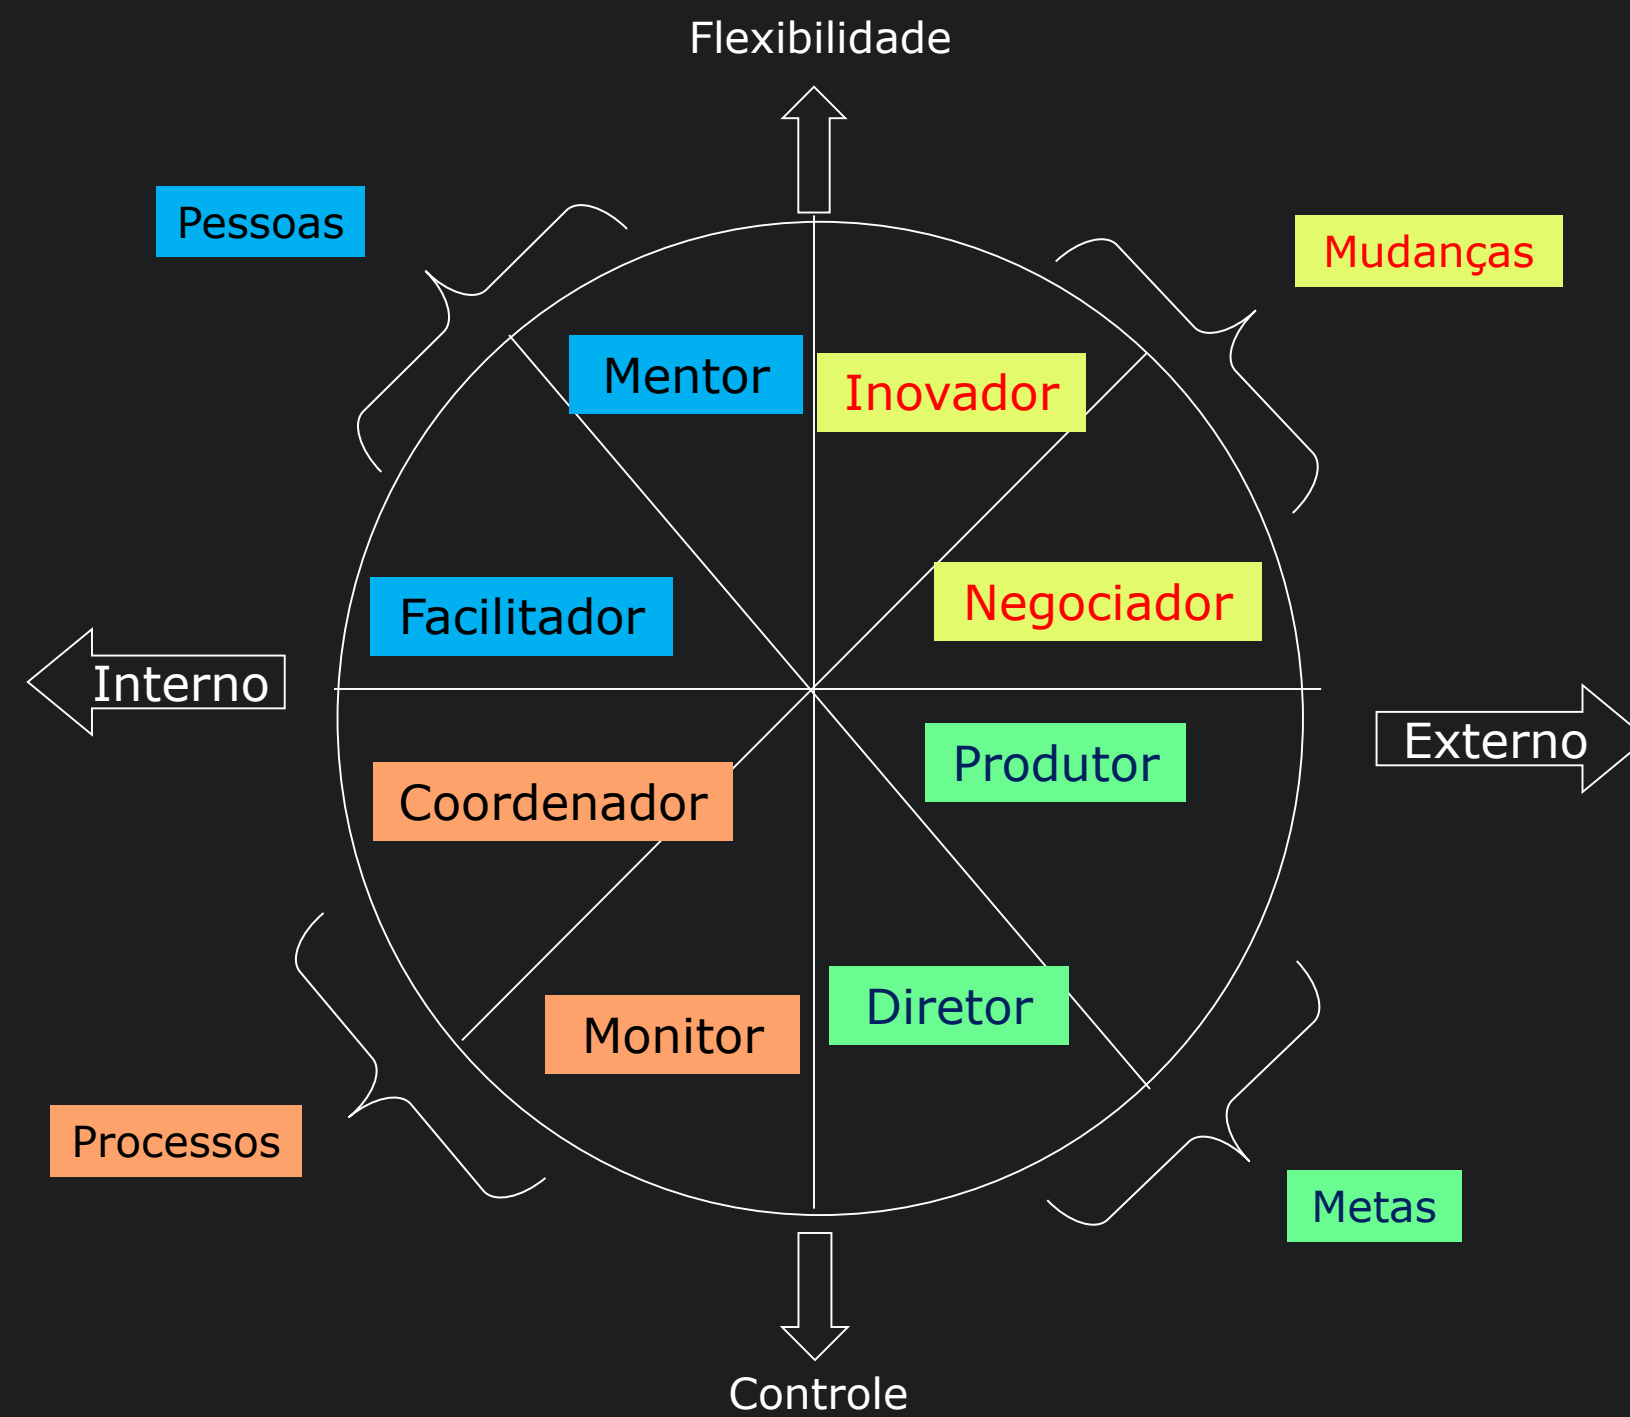 Flexibilidade
Pessoas
Mudanças
Mentor
Inovador
Facilitador
Negociador
Interno
Externo
Coordenador
Produtor
Monitor
Diretor
Processos
Metas
Controle